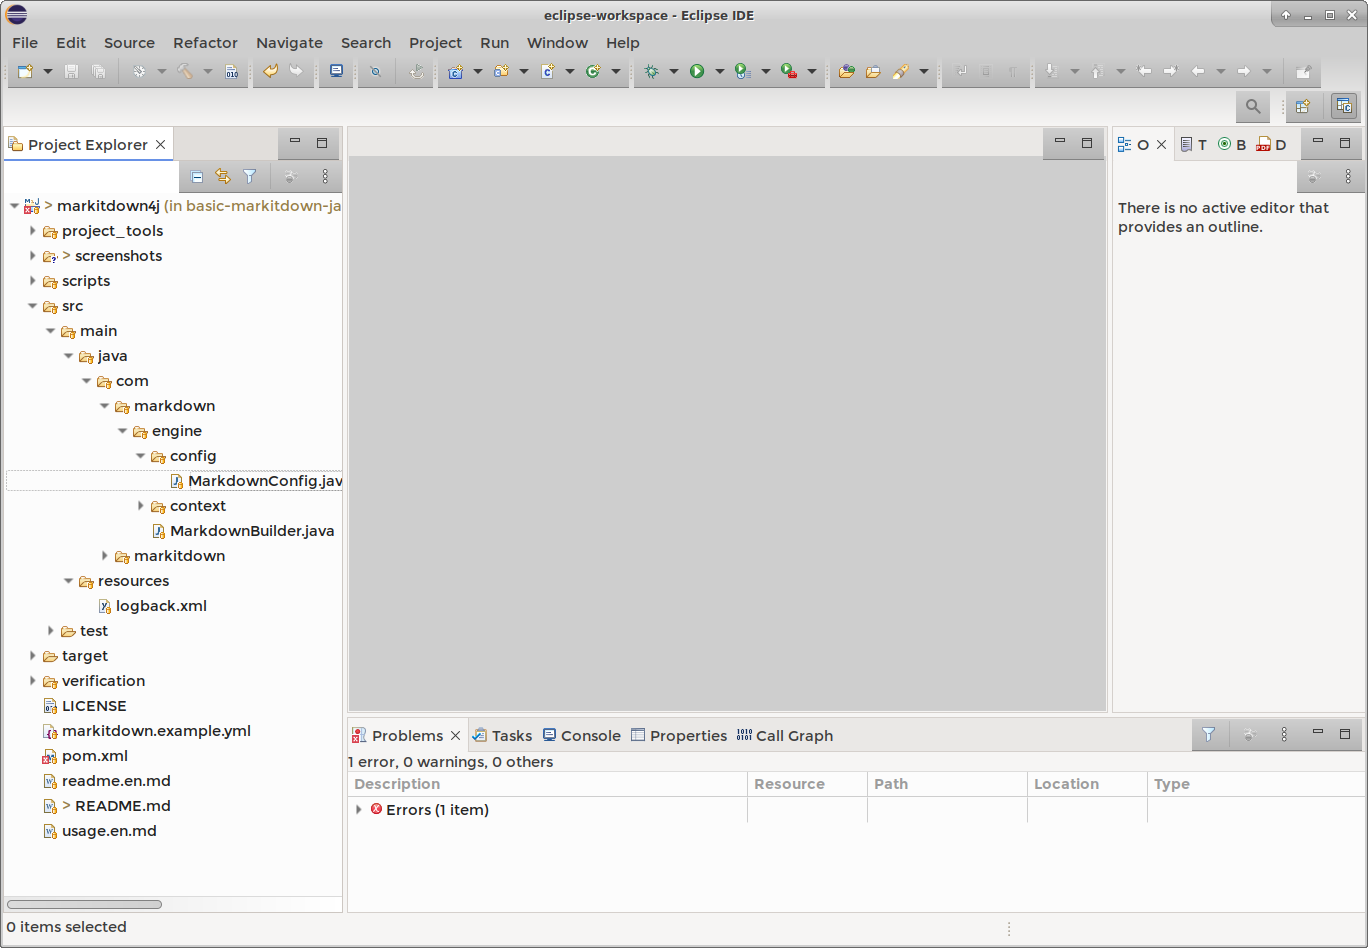 eclipse-workspace - Eclipse IDE
File Edit Source Refactor Navigate Search Project Run Window Help
Project Explorer
O T B D
> markitdown4j (in basic-markitdown-ja
project_tools
> screenshots
scripts
src
main
java
com
markdown
engine
config
MarkdownConfig.jav
context
MarkdownBuilder.java
markitdown
resources
logback.xml
test
target
verification
LICENSE
markitdown.example.yml
pom.xml
readme.en.md
> README.md
usage.en.md
There is no active editor that
provides an outline.
Problems Tasks Console Properties Call Graph
1 error, 0 warnings, 0 others
Description Resource Path Location Type
Errors (1 item)
0 items selected